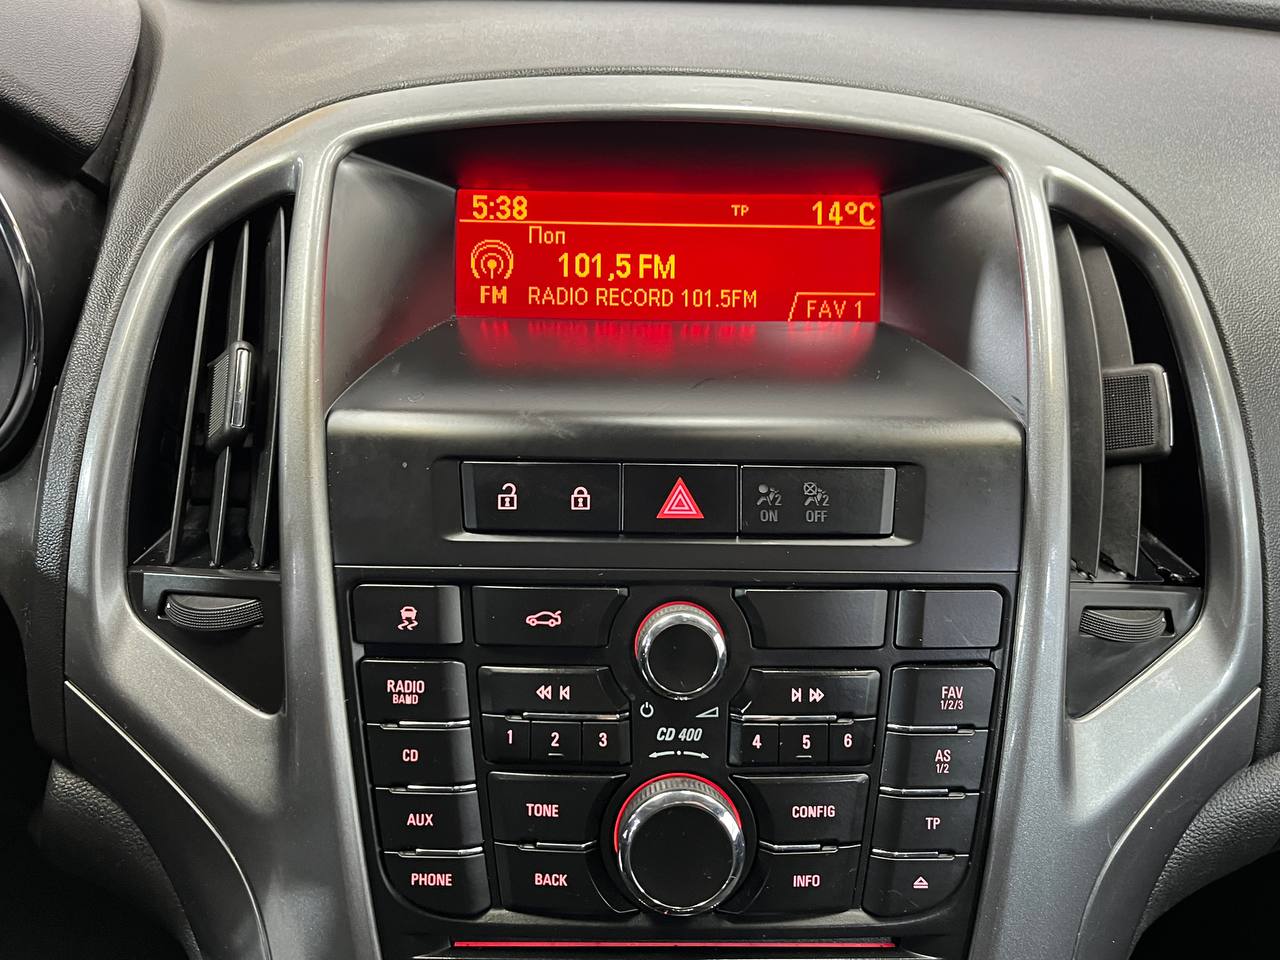 5:38 TP 14°C
Поп
101,5 FM
FM RADIO RECORD 101.5FM FAV 1
2 2
ON OFF
RADIO
BAND
FAV
1/2/3
1 2 3
CD 400
4 5 6
CD
AS
1/2
AUX
TONE
CONFIG
TP
PHONE
BACK
INFO